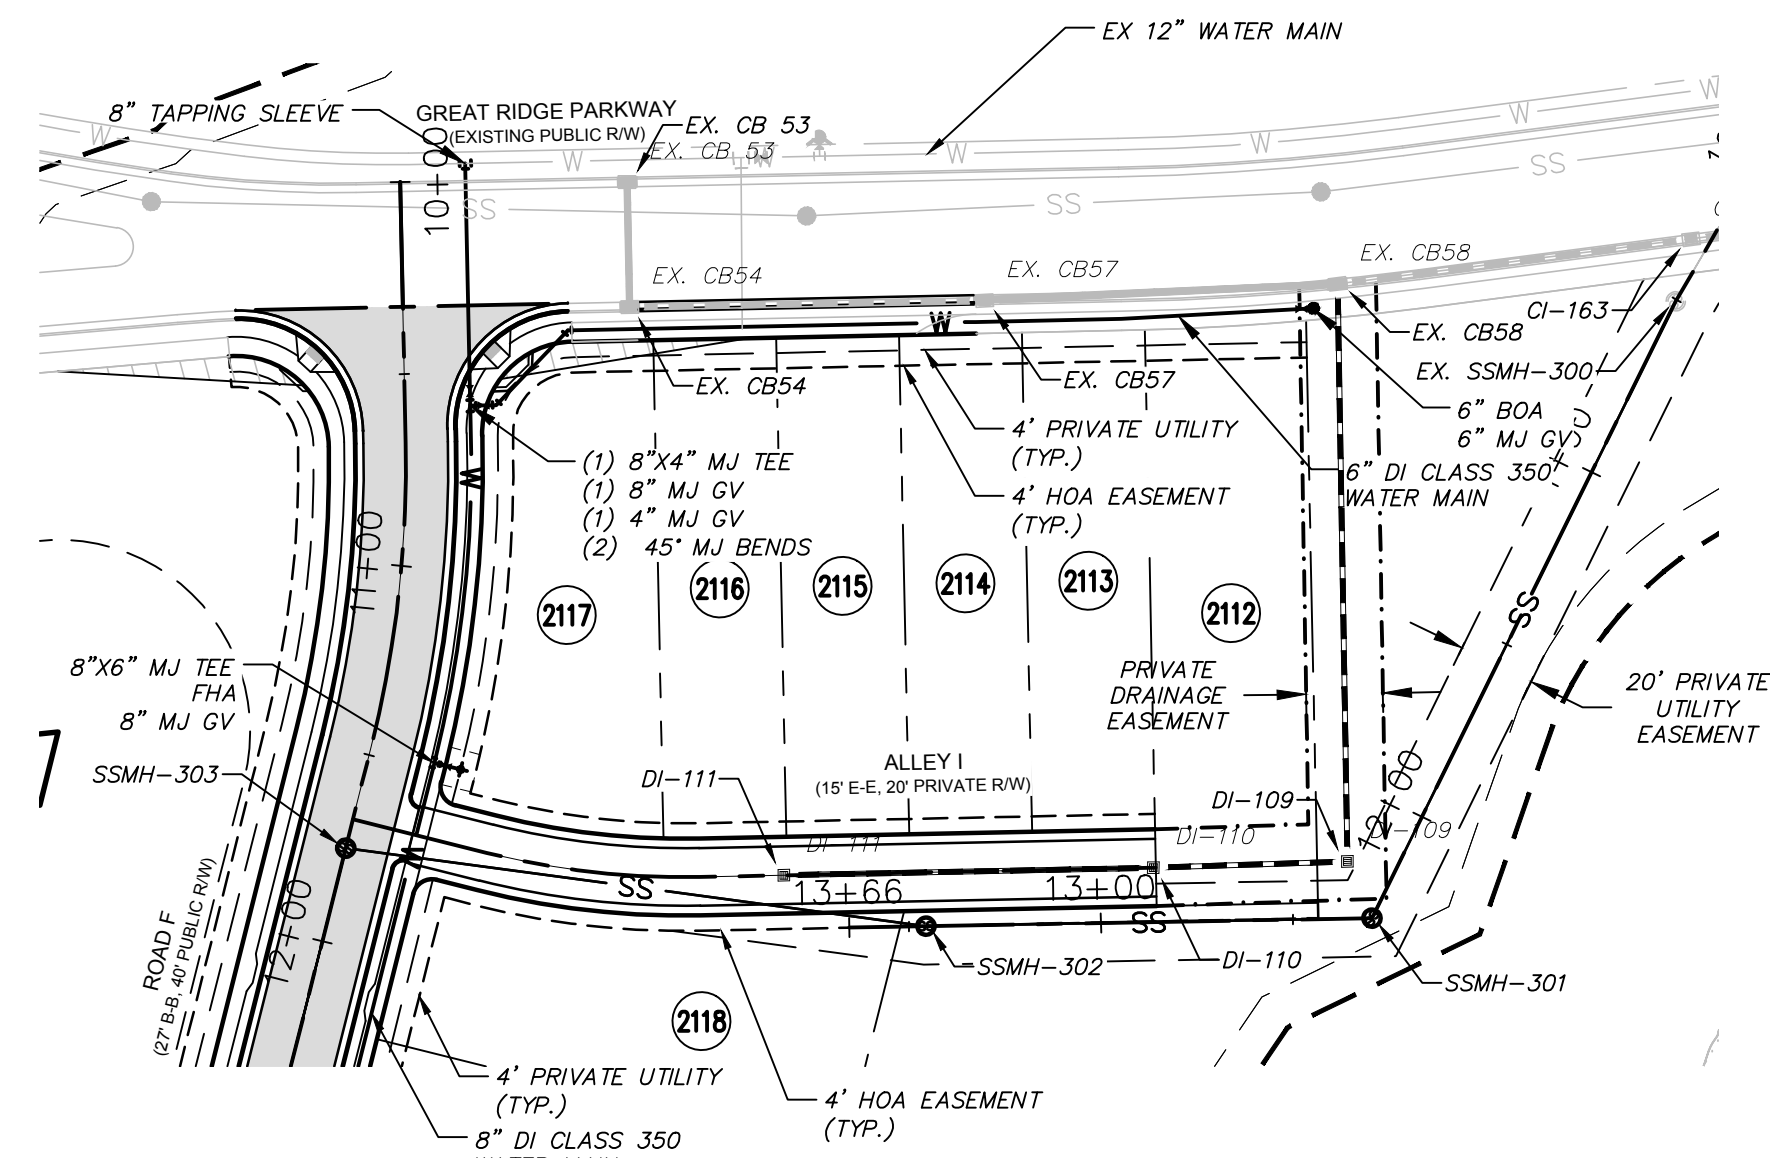 EX 12” WATER MAIN
8” TAPPING SLEEVE
GREAT RIDGE PARKWAY
(EXISTING PUBLIC R/W)
EX. CB 53
EX. CB 53
W
W
W
W
W
W
10+00
SS
SS
SS
EX. CB54
EX. CB57
EX. CB58
CI-163
EX. CB58
EX. SSMH-300
W
EX. CB54
EX. CB57
6” BOA
6” MJ GV
4’ PRIVATE UTILITY
(TYP.)
6” DI CLASS 350
WATER MAIN
4’ HOA EASEMENT
(TYP.)
(1) 8”X4” MJ TEE
(1) 8” MJ GV
(1) 4” MJ GV
(2) 45° MJ BENDS
W
11+00
2117
2116
2115
2114
2113
2112
SS
8”X6” MJ TEE
FHA
8” MJ GV
PRIVATE
DRAINAGE
EASEMENT
20’ PRIVATE
UTILITY
EASEMENT
7
SSMH-303
DI-111
ALLEY I
(15' E-E, 20' PRIVATE R/W)
DI-109
12+00
DI-111
DI-110
DI-109
W
SS
13+66
13+00
SS
12+00
ROAD F
(27' B-B, 40' PUBLIC R/W)
SSMH-302
DI-110
SSMH-301
2118
4’ PRIVATE UTILITY
(TYP.)
4’ HOA EASEMENT
(TYP.)
8” DI CLASS 350
WATER MAIN